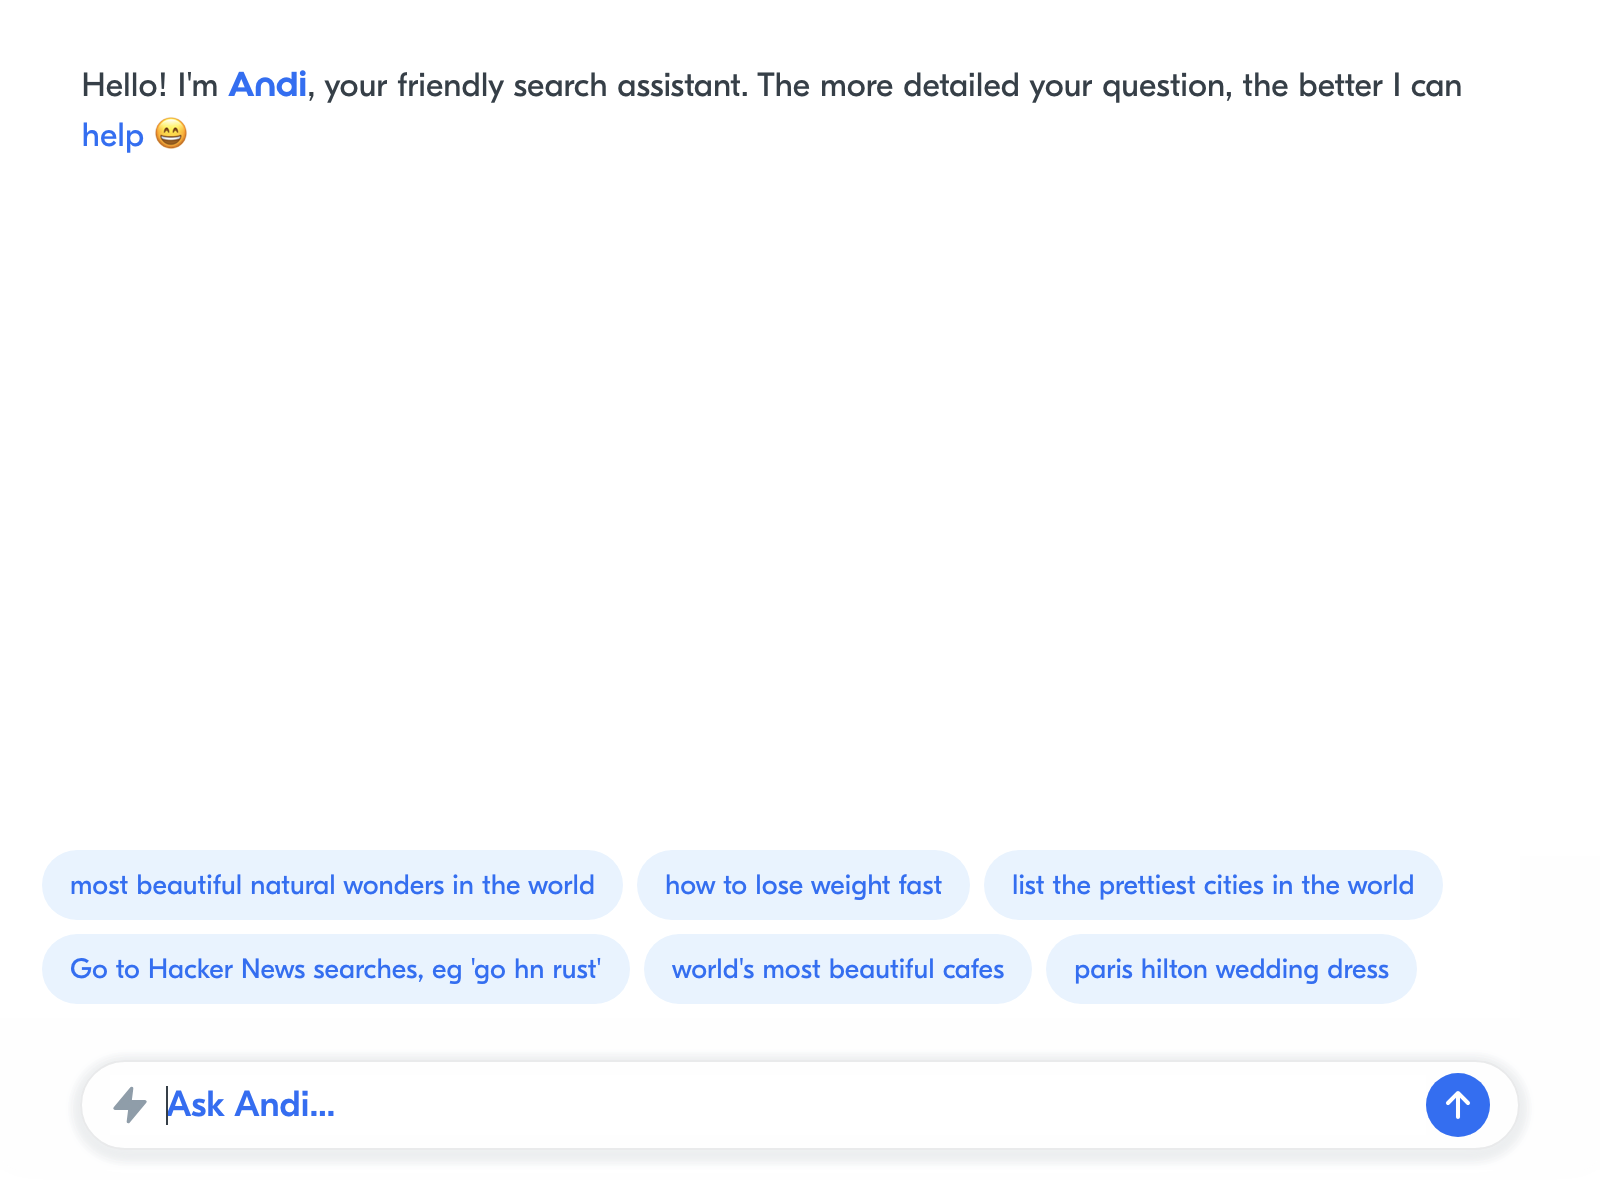 Hello! I'm Andi, your friendly search assistant. The more detailed your question, the better I can
help 😄
most beautiful natural wonders in the world
how to lose weight fast
list the prettiest cities in the world
Go to Hacker News searches, eg 'go hn rust'
world's most beautiful cafes
paris hilton wedding dress
Ask Andi...